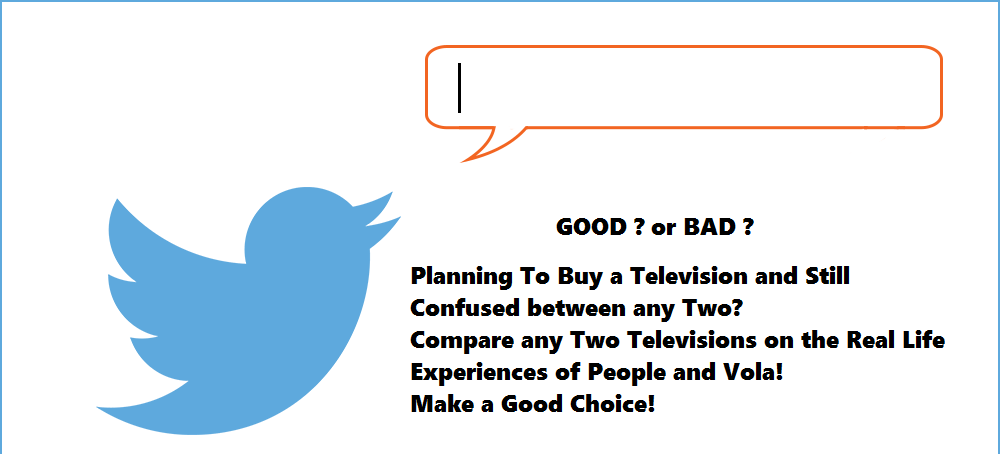 GOOD ? or BAD ?
Planning To Buy a Television and Still
Confused between any Two?
Compare any Two Televisions on the Real Life
Experiences of People and Vola!
Make a Good Choice!